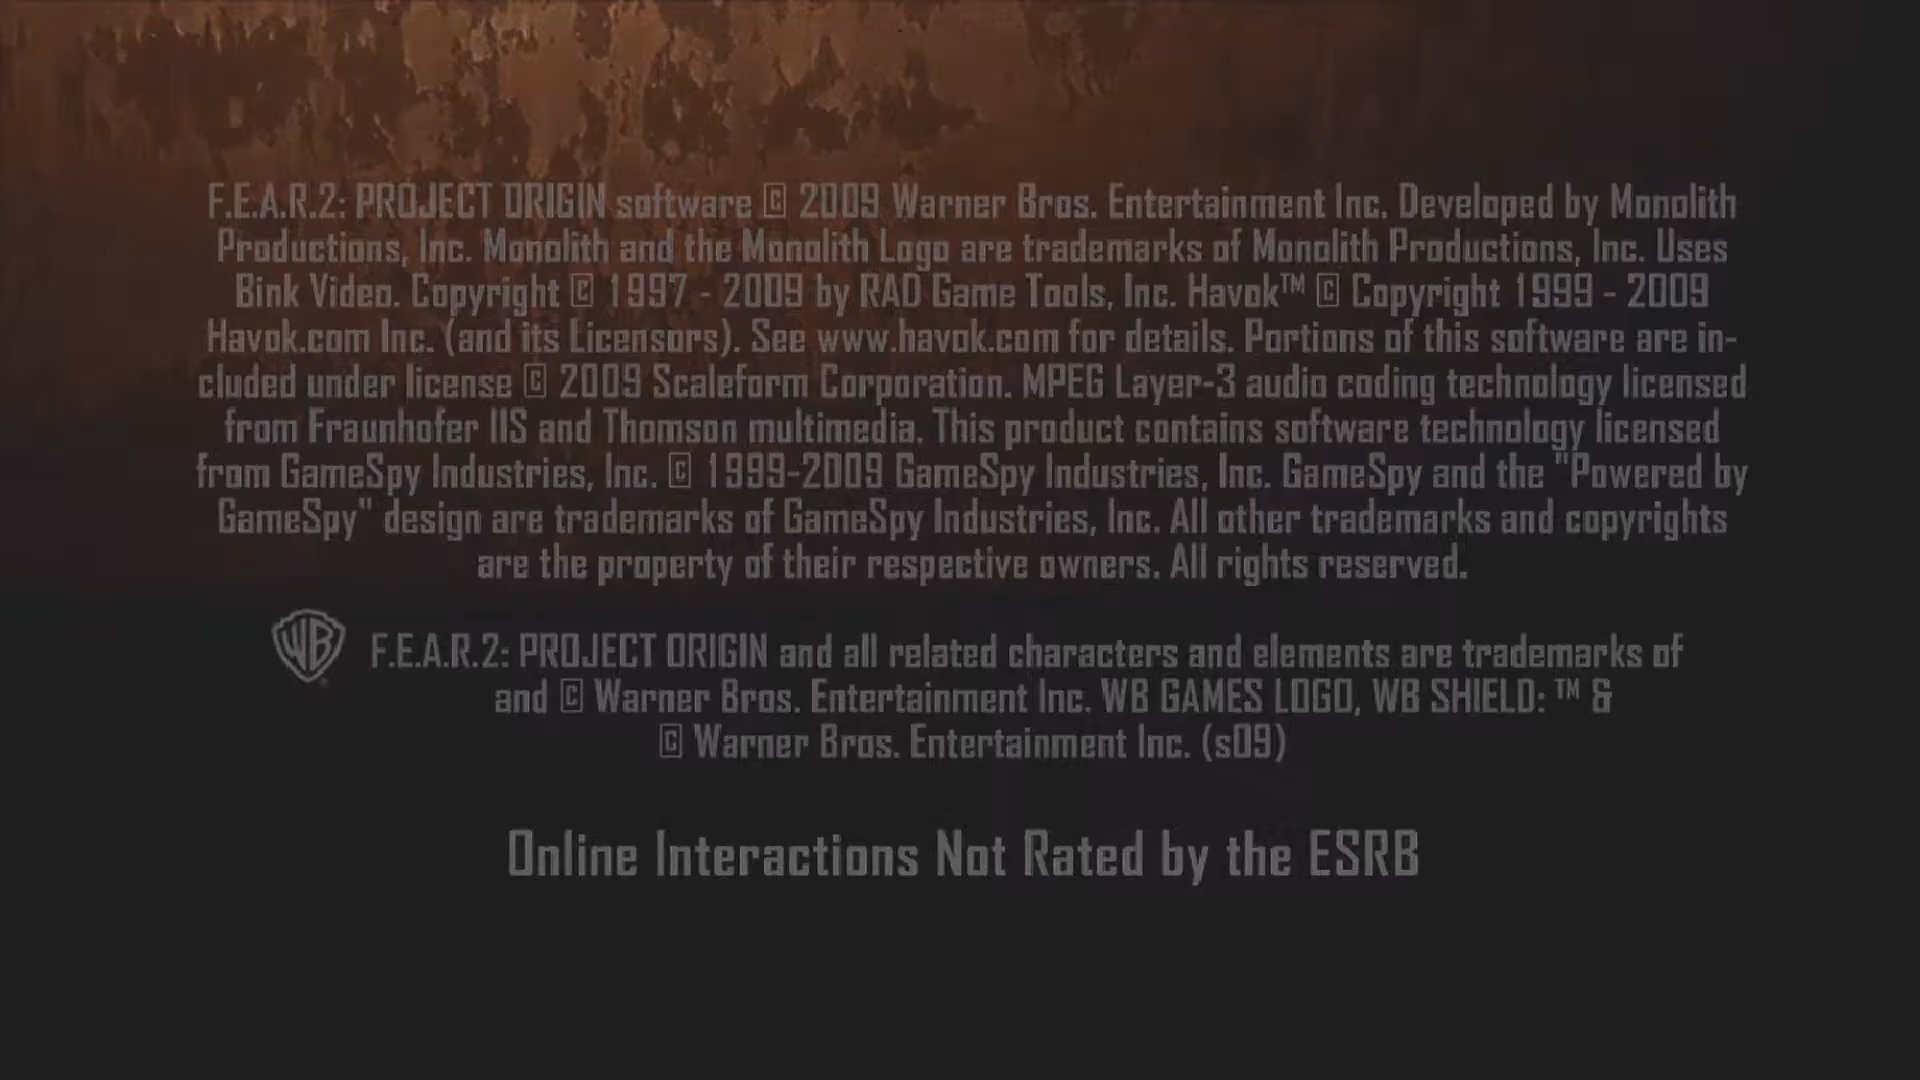 F.E.A.R.2: PROJECT ORIGIN software © 2009 Warner Bros. Entertainment Inc. Developed by Monolith
Productions, Inc. Monolith and the Monolith Logo are trademarks of Monolith Productions, Inc. Uses
Bink Video. Copyright © 1997 - 2009 by RAD Game Tools, Inc. Havok™ © Copyright 1999 - 2009
Havok.com Inc. (and its Licensors). See www.havok.com for details. Portions of this software are in-
cluded under license © 2009 Scaleform Corporation. MPEG Layer-3 audio coding technology licensed
from Fraunhofer IIS and Thomson multimedia. This product contains software technology licensed
from GameSpy Industries, Inc. © 1999-2009 GameSpy Industries, Inc. GameSpy and the "Powered by
GameSpy" design are trademarks of GameSpy Industries, Inc. All other trademarks and copyrights
are the property of their respective owners. All rights reserved.
WB F.E.A.R.2: PROJECT ORIGIN and all related characters and elements are trademarks of
and © Warner Bros. Entertainment Inc. WB GAMES LOGO, WB SHIELD: ™ &
© Warner Bros. Entertainment Inc. (s09)
Online Interactions Not Rated by the ESRB